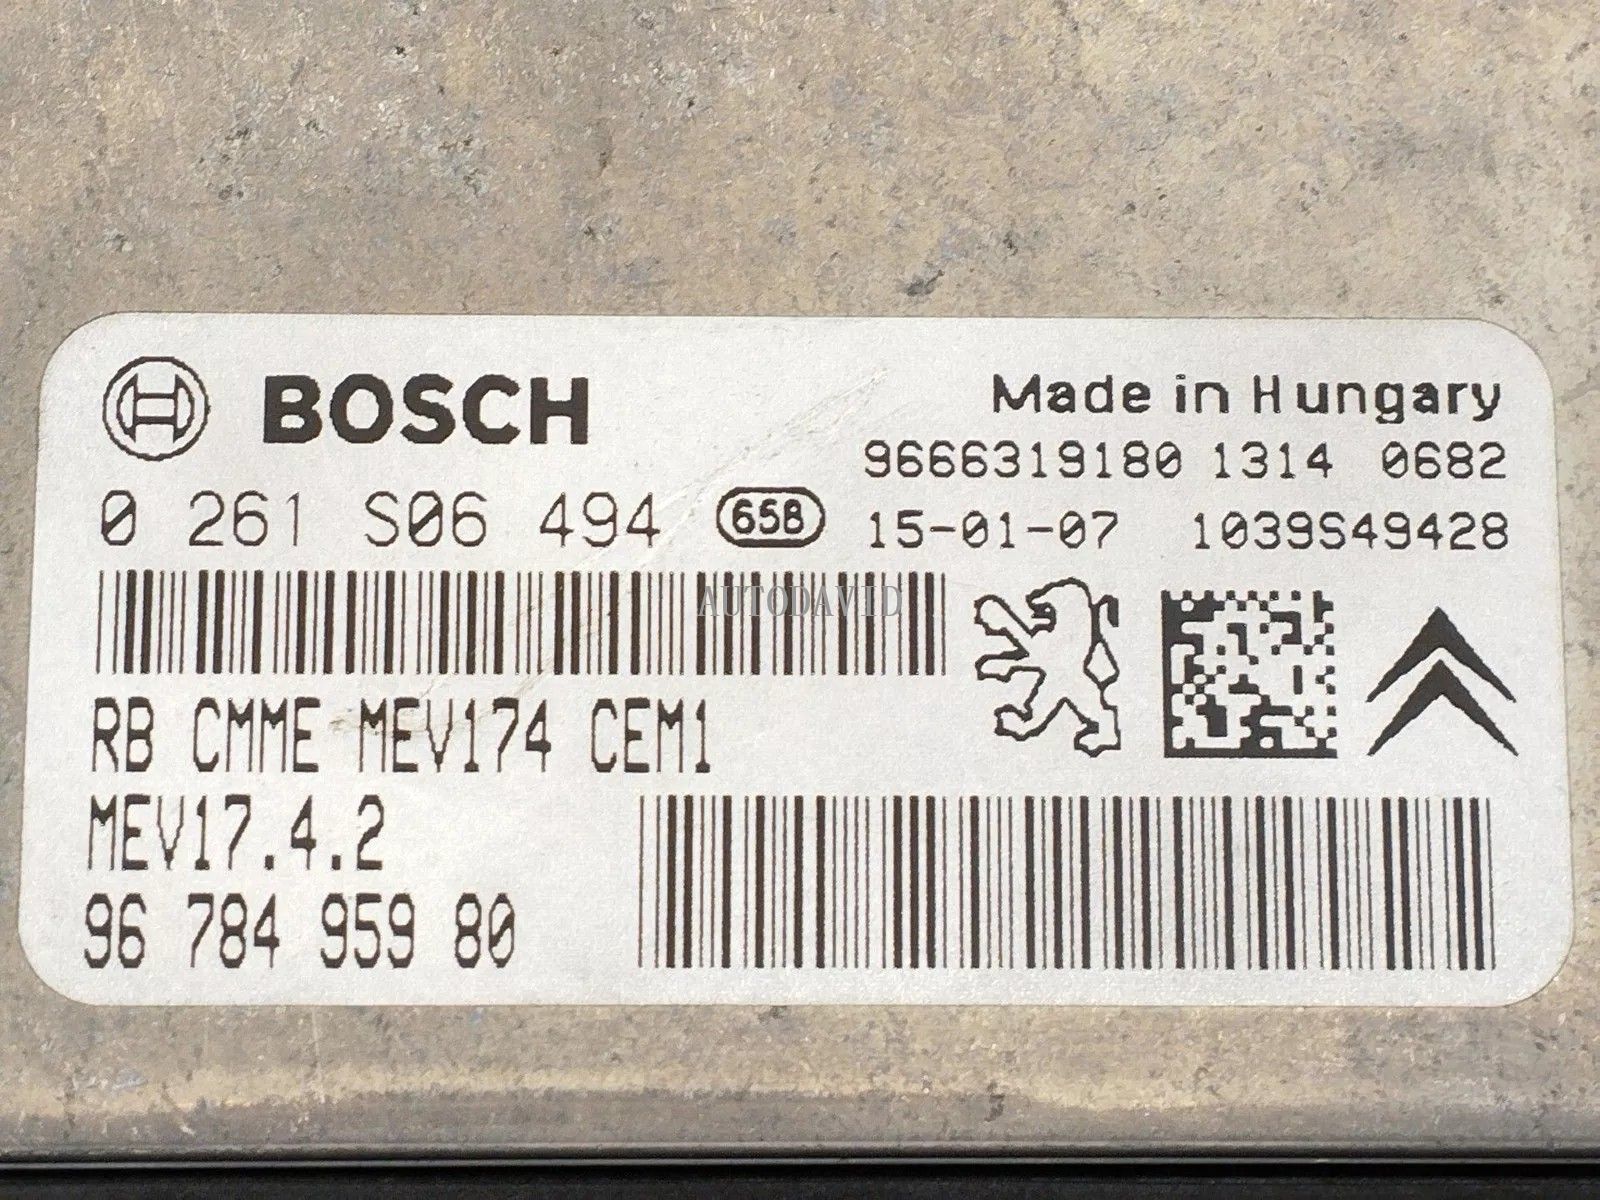 BOSCH
Made in Hungary
9666319180 1314 0682
0 261 S06 494 658 15-01-07 1039S49428
AUTODAVID
RB CMME MEV174 CEM1
MEV17.4.2
96 784 959 80